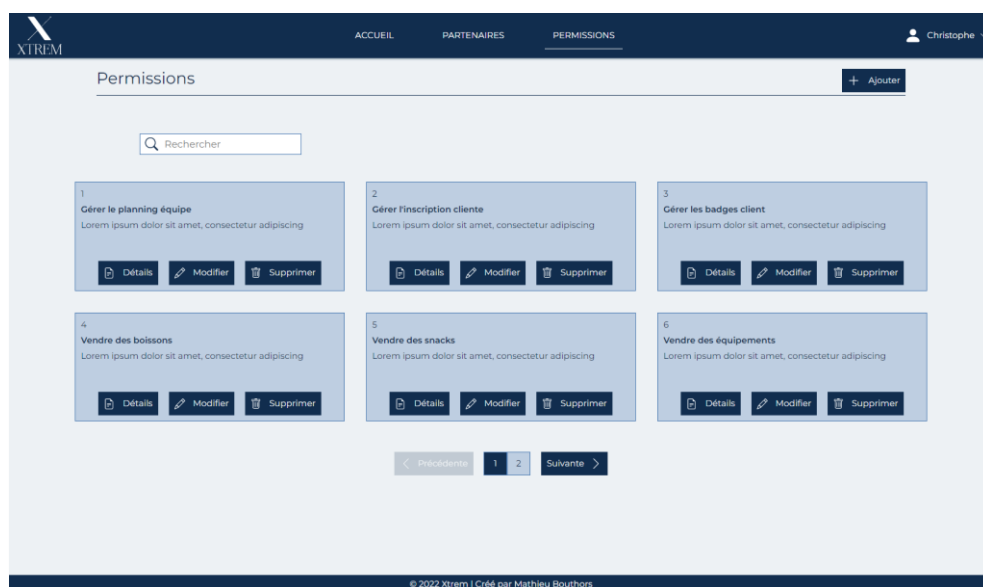 X
XTREM
ACCUEIL PARTENAIRES PERMISSIONS Christophe
Permissions
+ Ajouter
Rechercher
1
Gérer le planning équipe
Lorem ipsum dolor sit amet, consectetur adipiscing
Détails Modifier Supprimer
2
Gérer l'inscription cliente
Lorem ipsum dolor sit amet, consectetur adipiscing
Détails Modifier Supprimer
3
Gérer les badges client
Lorem ipsum dolor sit amet, consectetur adipiscing
Détails Modifier Supprimer
4
Vendre des boissons
Lorem ipsum dolor sit amet, consectetur adipiscing
Détails Modifier Supprimer
5
Vendre des snacks
Lorem ipsum dolor sit amet, consectetur adipiscing
Détails Modifier Supprimer
6
Vendre des équipements
Lorem ipsum dolor sit amet, consectetur adipiscing
Détails Modifier Supprimer
Précédente 1 2 Suivante
© 2022 Xtrem | Créé par Mathieu Bouthors